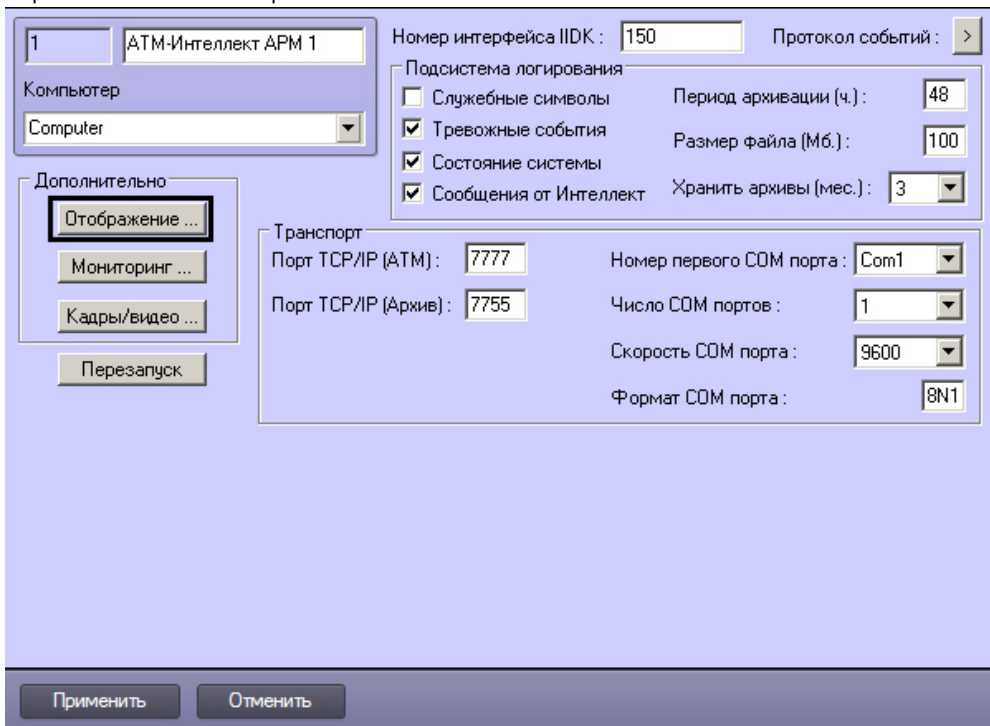 1
АТМ-Интеллект АРМ 1
Компьютер
Computer
Номер интерфейса IIDK : 150
Протокол событий : >
Подсистема логирования
Служебные символы
Тревожные события
Состояние системы
Сообщения от Интеллект
Период архивации (ч.) : 48
Размер файла (Мб.) : 100
Хранить архивы (мес.) : 3
Дополнительно
Отображение ...
Мониторинг ...
Кадры/видео ...
Перезапуск
Транспорт
Порт TCP/IP (АТМ) : 7777
Порт TCP/IP (Архив) : 7755
Номер первого COM порта : Com1
Число COM портов : 1
Скорость COM порта : 9600
Формат COM порта : 8N1
Применить
Отменить